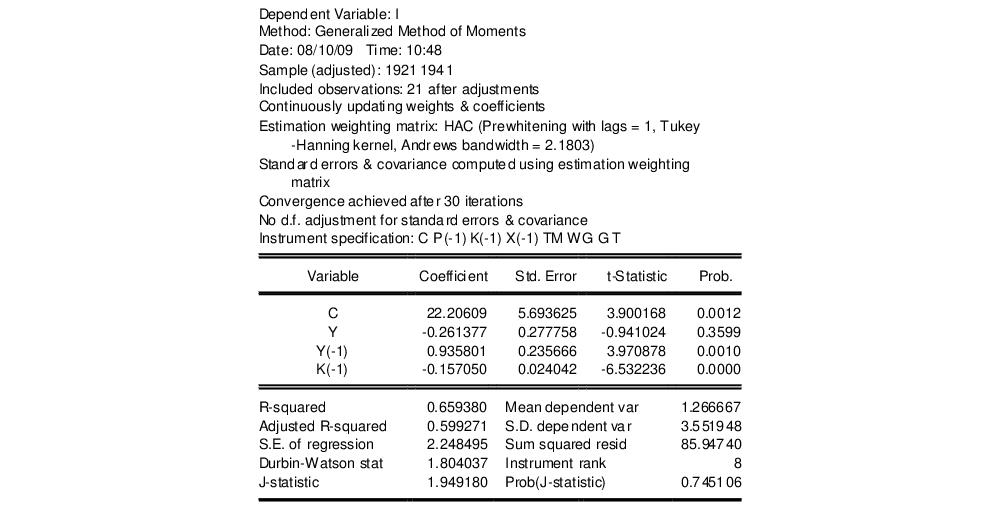 Dependent Variable: I
Method: Generalized Method of Moments
Date: 08/10/09 Time: 10:48
Sample (adjusted): 1921 1941
Included observations: 21 after adjustments
Continuously updating weights & coefficients
Estimation weighting matrix: HAC (Prewhitening with lags = 1, Tukey
-Hanning kernel, Andrews bandwidth = 2.1803)
Standard errors & covariance computed using estimation weighting
matrix
Convergence achieved after 30 iterations
No d.f. adjustment for standard errors & covariance
Instrument specification: C P(-1) K(-1) X(-1) TM WG G T
Variable Coefficient Std. Error t-Statistic Prob.
C 22.20609 5.693625 3.900168 0.0012
Y -0.261377 0.277758 -0.941024 0.3599
Y(-1) 0.935801 0.235666 3.970878 0.0010
K(-1) -0.157050 0.024042 -6.532236 0.0000
R-squared 0.659380 Mean dependent var 1.266667
Adjusted R-squared 0.599271 S.D. dependent var 3.551948
S.E. of regression 2.248495 Sum squared resid 85.94740
Durbin-Watson stat 1.804037 Instrument rank 8
J-statistic 1.949180 Prob(J-statistic) 0.745106